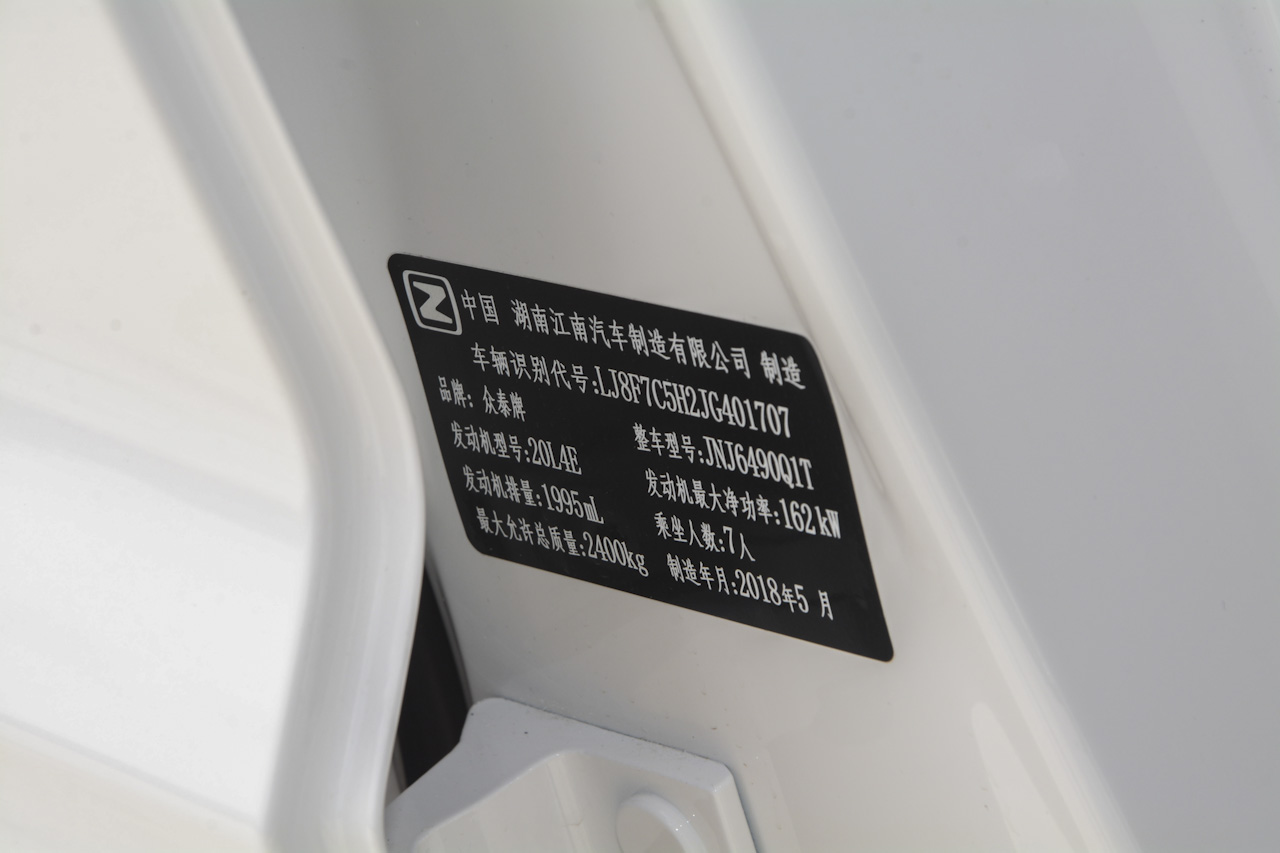 中国 湖南江南汽车制造有限公司 制造
车辆识别代号:LJ8F7C5H2JG401707
品牌:众泰牌 整车型号:JNJ6490Q1T
发动机型号:20L4E 发动机最大净功率:162kW
发动机排量:1995mL 乘坐人数:7人
最大允许总质量:2400kg 制造年月:2018年5月